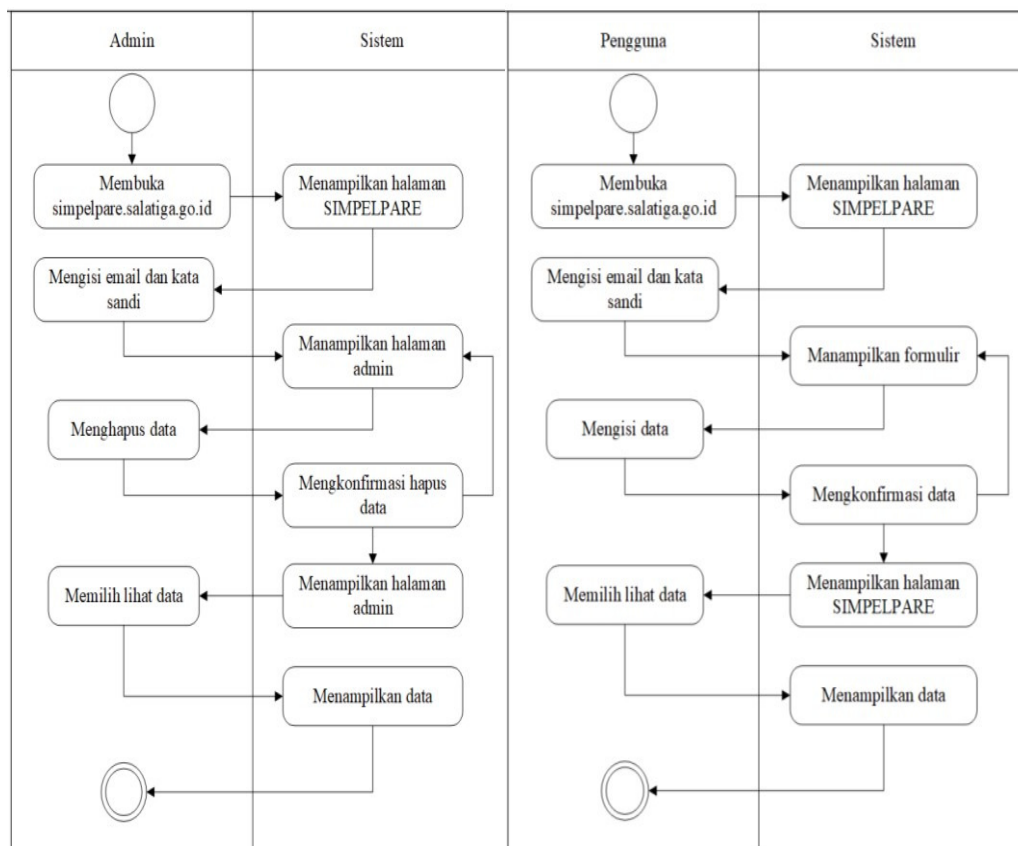 Admin
Sistem
Membuka
simpelpare.salatiga.go.id
Menampilkan halaman
SIMPELPARE
Mengisi email dan kata
sandi
Manampilkan halaman
admin
Menghapus data
Mengkonfirmasi hapus
data
Menampilkan halaman
admin
Memilih lihat data
Menampilkan data
Pengguna
Sistem
Membuka
simpelpare.salatiga.go.id
Menampilkan halaman
SIMPELPARE
Mengisi email dan kata
sandi
Manampilkan formulir
Mengisi data
Mengkonfirmasi data
Menampilkan halaman
SIMPELPARE
Memilih lihat data
Menampilkan data